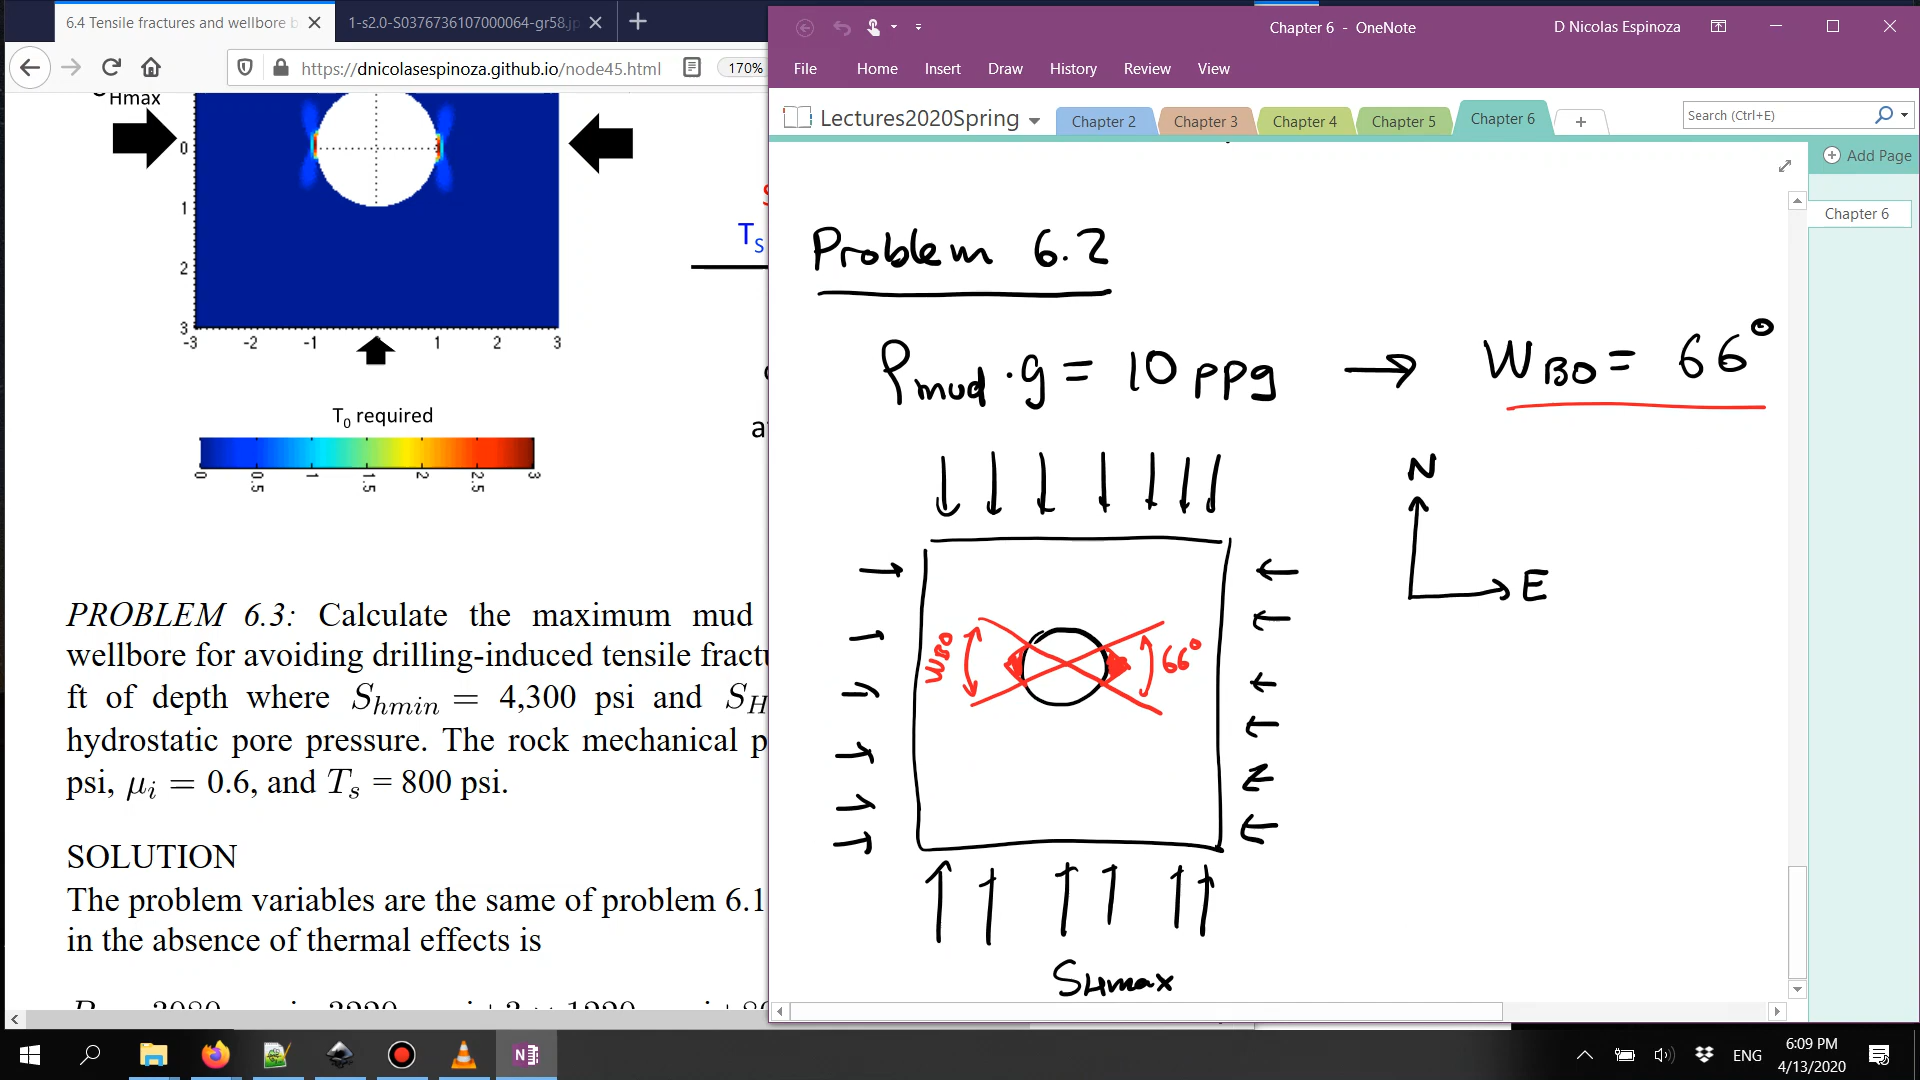 6.4 Tensile fractures and wellbore b
1-s2.0-S0376736107000064-gr58.jp
https://dnicolasespinoza.github.io/node45.html
170%
Hmax
0
1
2
3
-3 -2 -1 0 1 2 3
T0 required
0 0.5 1 1.5 2 2.5 3
S
TS
a
PROBLEM 6.3: Calculate the maximum mud
wellbore for avoiding drilling-induced tensile fract
ft of depth where Shmin = 4,300 psi and SH
hydrostatic pore pressure. The rock mechanical p
psi, μi = 0.6, and Ts = 800 psi.
SOLUTION
The problem variables are the same of problem 6.1
in the absence of thermal effects is
Chapter 6 - OneNote
D Nicolas Espinoza
File Home Insert Draw History Review View
Lectures2020Spring
Chapter 2 Chapter 3 Chapter 4 Chapter 5 Chapter 6 +
Search (Ctrl+E)
Add Page
Chapter 6
Problem 6.2
ρmud · g = 10 ppg → WBO = 66°
N
E
WBO
66°
SHmax
N
ENG
6:09 PM
4/13/2020